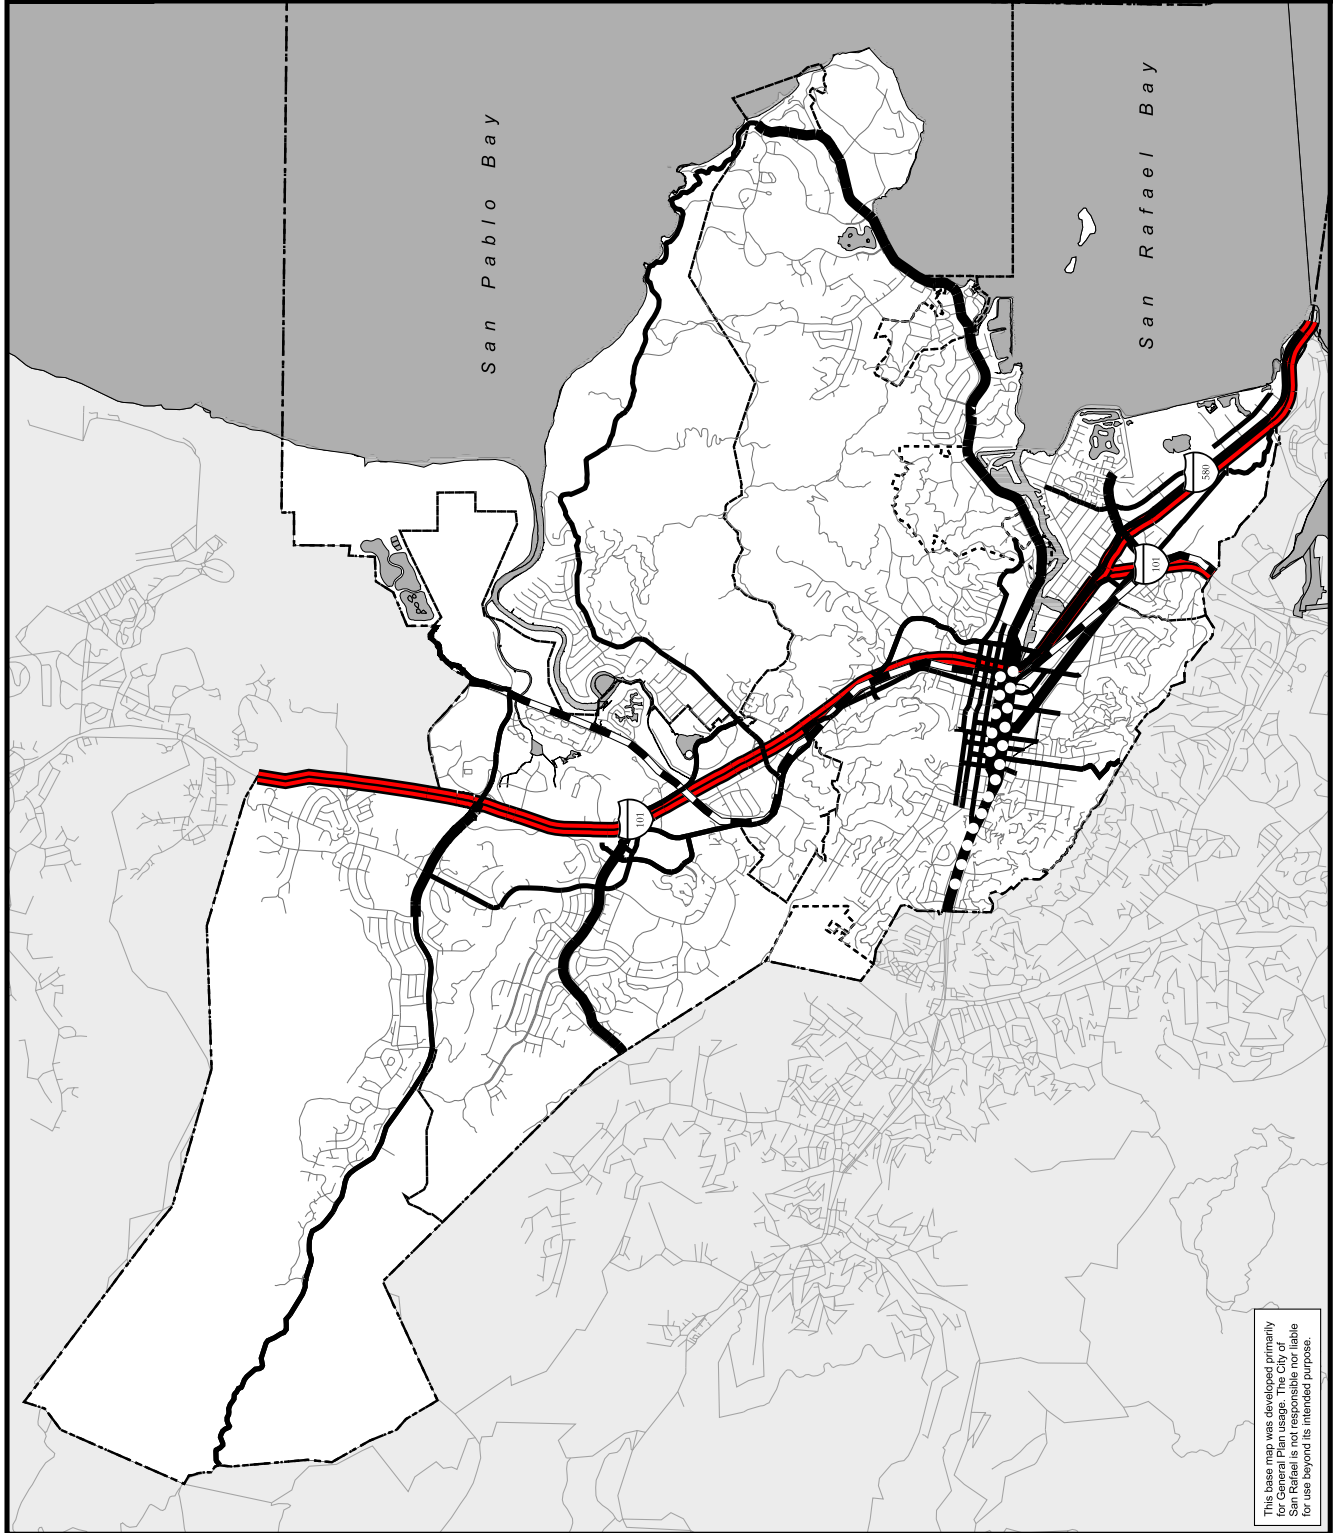 San Pablo Bay
San Rafael Bay
101
101
580
This base map was developed primarily
for General Plan usage. The City of
San Rafael is not responsible nor liable
for use beyond its intended purpose.